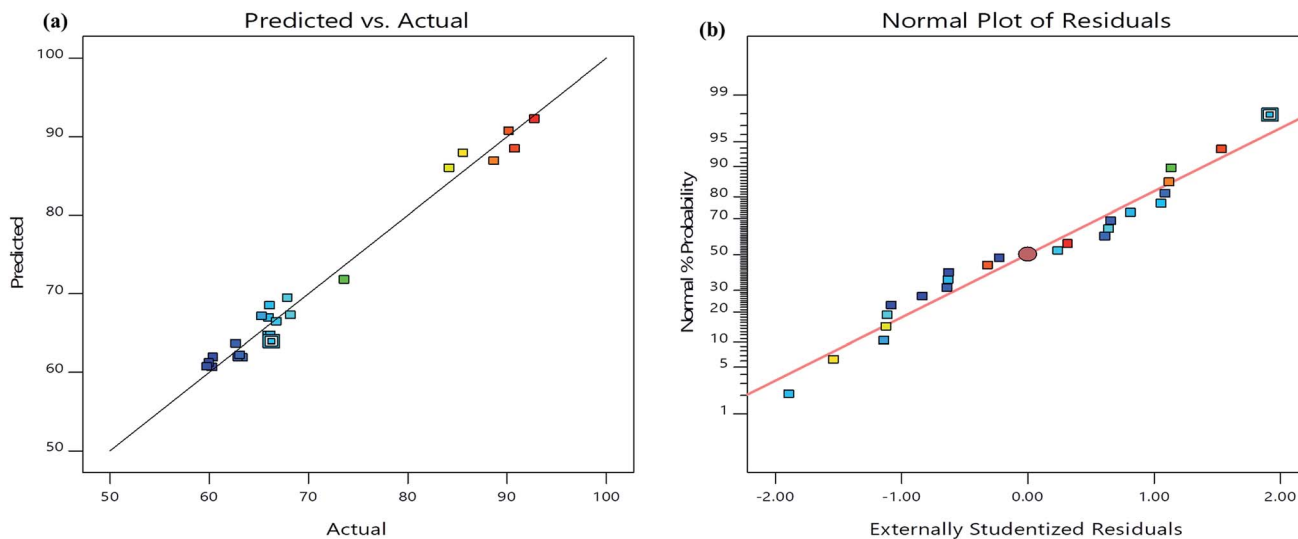 (a)
Predicted vs. Actual
100
90
80
70
60
50
Predicted
50 60 70 80 90 100
Actual
(b)
Normal Plot of Residuals
99
95
90
80
70
50
30
20
10
5
1
Normal % Probability
-2.00 -1.00 0.00 1.00 2.00
Externally Studentized Residuals